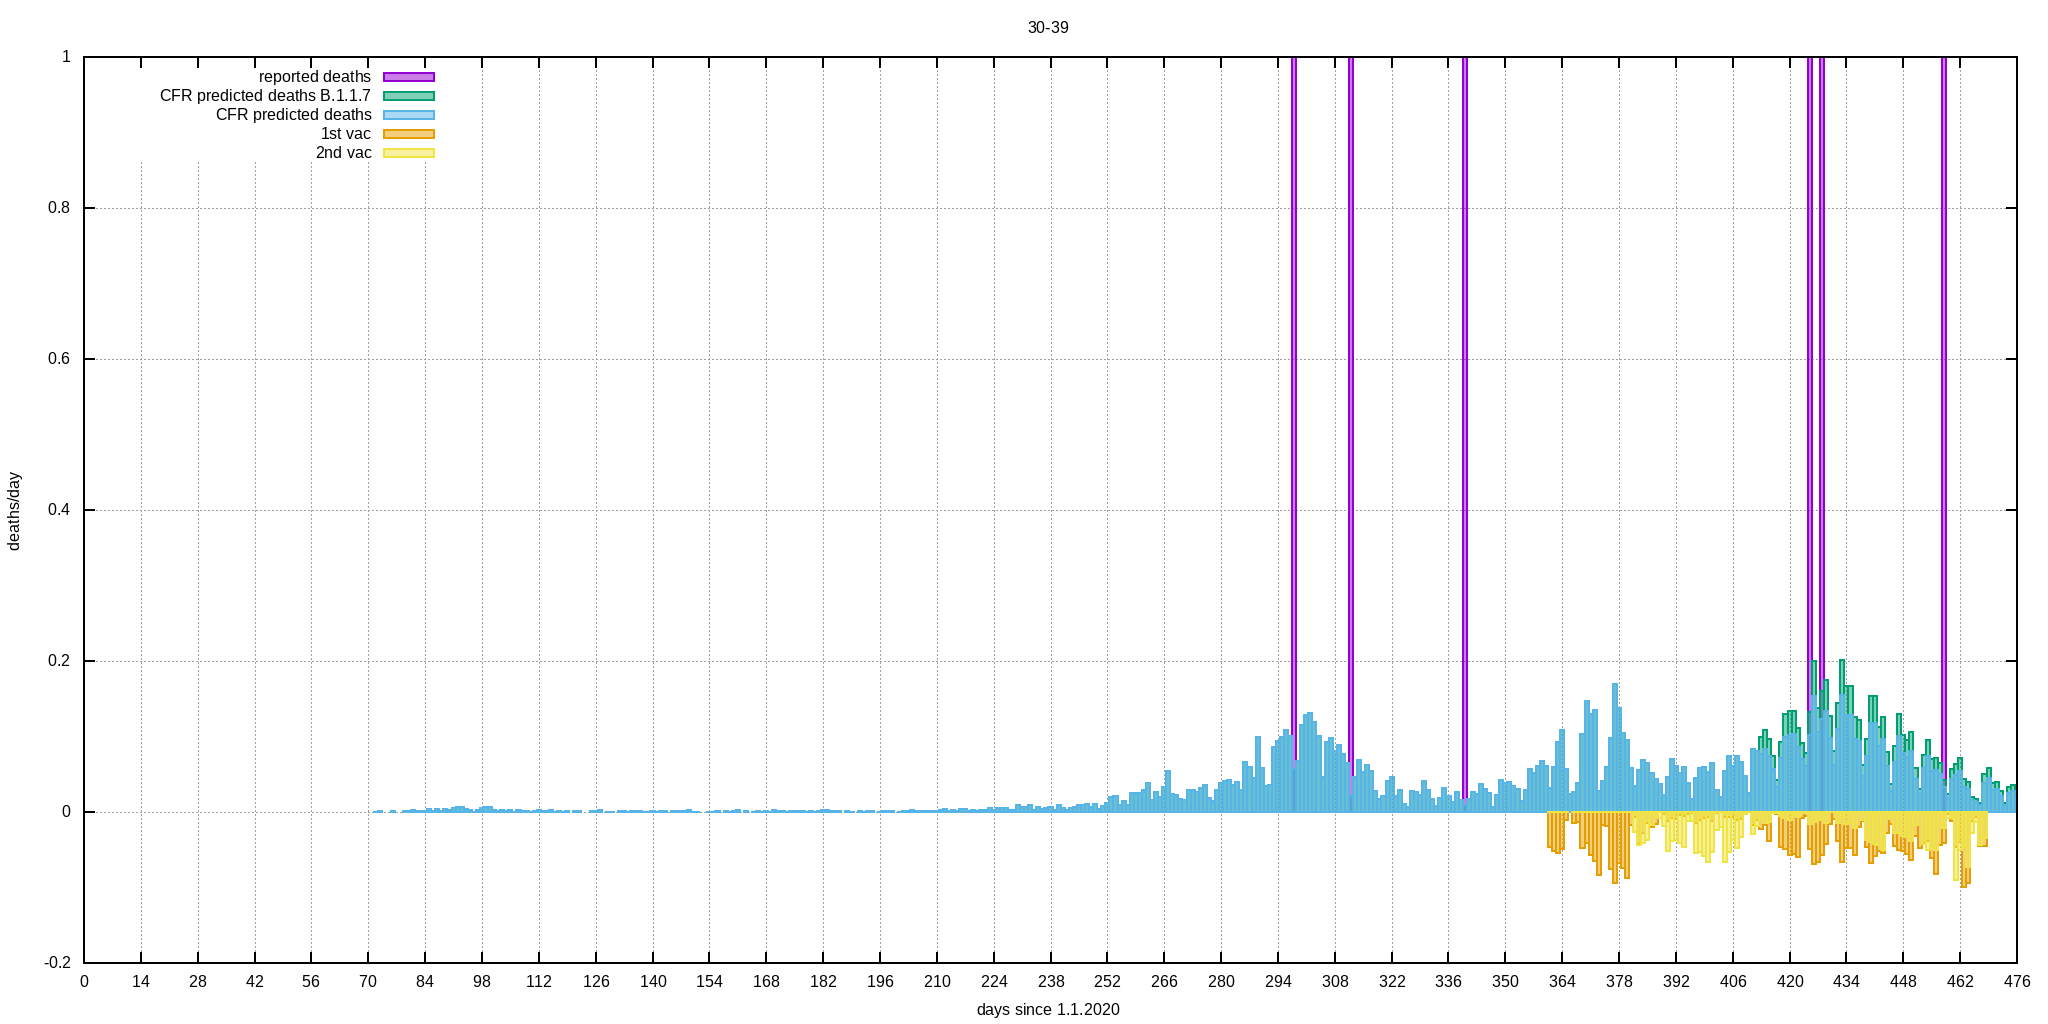 30-39
1
reported deaths
CFR predicted deaths B.1.1.7
CFR predicted deaths
1st vac
2nd vac
0.8
0.6
0.4
0.2
0
-0.2
deaths/day
0 14 28 42 56 70 84 98 112 126 140 154 168 182 196 210 224 238 252 266 280 294 308 322 336 350 364 378 392 406 420 434 448 462 476
days since 1.1.2020